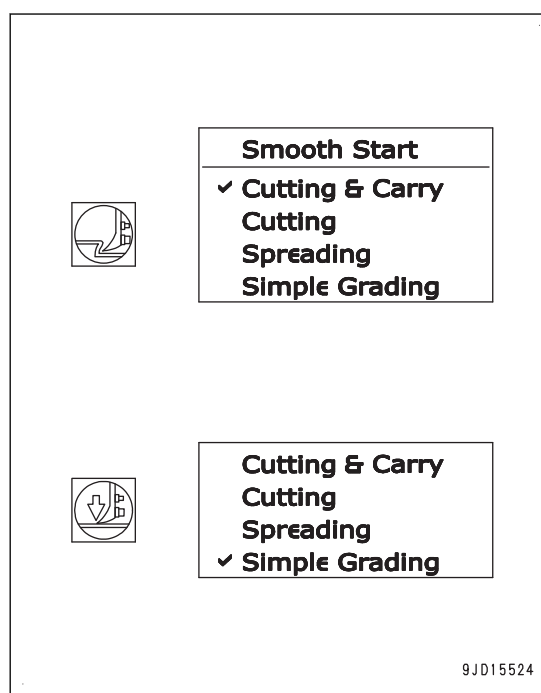 Smooth Start
✓ Cutting & Carry
Cutting
Spreading
Simple Grading
Cutting & Carry
Cutting
Spreading
✓ Simple Grading
9JD15524